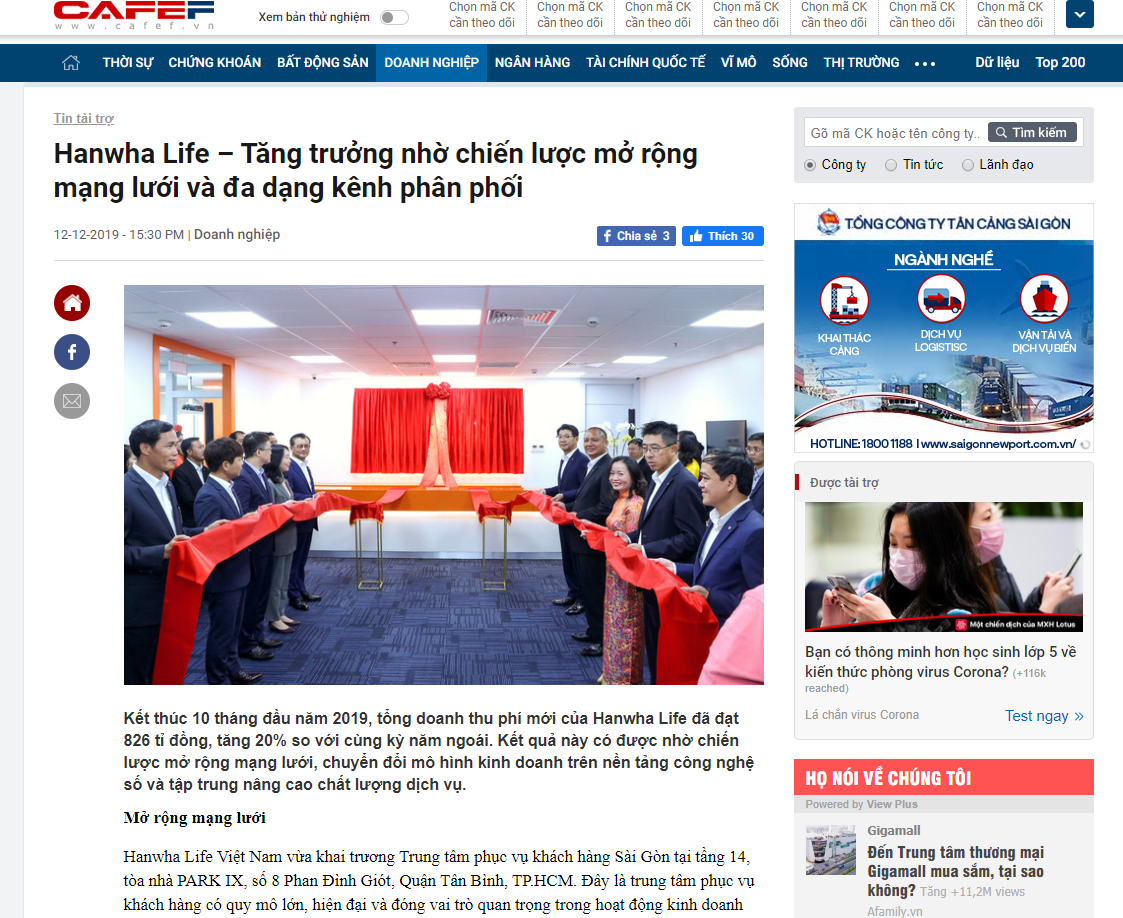 CAFEF
www.cafef.vn
Xem bản thử nghiệm
Chọn mã CK cần theo dõi
Chọn mã CK cần theo dõi
Chọn mã CK cần theo dõi
Chọn mã CK cần theo dõi
Chọn mã CK cần theo dõi
Chọn mã CK cần theo dõi
Chọn mã CK cần theo dõi
THỜI SỰ CHỨNG KHOÁN BẤT ĐỘNG SẢN DOANH NGHIỆP NGÂN HÀNG TÀI CHÍNH QUỐC TẾ VĨ MÔ SỐNG THỊ TRƯỜNG ••• Dữ liệu Top 200
Tin tài trợ
Hanwha Life – Tăng trưởng nhờ chiến lược mở rộng
mạng lưới và đa dạng kênh phân phối
12-12-2019 - 15:30 PM | Doanh nghiệp
Chia sẻ 3
Thích 30
Kết thúc 10 tháng đầu năm 2019, tổng doanh thu phí mới của Hanwha Life đã đạt
826 tỉ đồng, tăng 20% so với cùng kỳ năm ngoái. Kết quả này có được nhờ chiến
lược mở rộng mạng lưới, chuyển đổi mô hình kinh doanh trên nền tảng công nghệ
số và tập trung nâng cao chất lượng dịch vụ.
Mở rộng mạng lưới
Hanwha Life Việt Nam vừa khai trương Trung tâm phục vụ khách hàng Sài Gòn tại tầng 14,
tòa nhà PARK IX, số 8 Phan Đình Giót, Quận Tân Bình, TP.HCM. Đây là trung tâm phục vụ
khách hàng có quy mô lớn, hiện đại và đóng vai trò quan trọng trong hoạt động kinh doanh
Gõ mã CK hoặc tên công ty..
Tìm kiếm
Công ty Tin tức Lãnh đạo
TỔNG CÔNG TY TÂN CẢNG SÀI GÒN
NGÀNH NGHỀ
KHAI THÁC
CẢNG
DỊCH VỤ
LOGISTISC
VẬN TẢI VÀ
DỊCH VỤ BIỂN
HOTLINE: 1800 1188 I www.saigonnewport.com.vn/
Được tài trợ
Một chiến dịch của MXH Lotus
Bạn có thông minh hơn học sinh lớp 5 về
kiến thức phòng virus Corona? (+116k
reached)
Lá chắn virus Corona
Test ngay »
HỌ NÓI VỀ CHÚNG TÔI
Powered by View Plus
Gigamall
Đến Trung tâm thương mại
Gigamall mua sắm, tại sao
không? Tăng +11,2M views
Afamily.vn